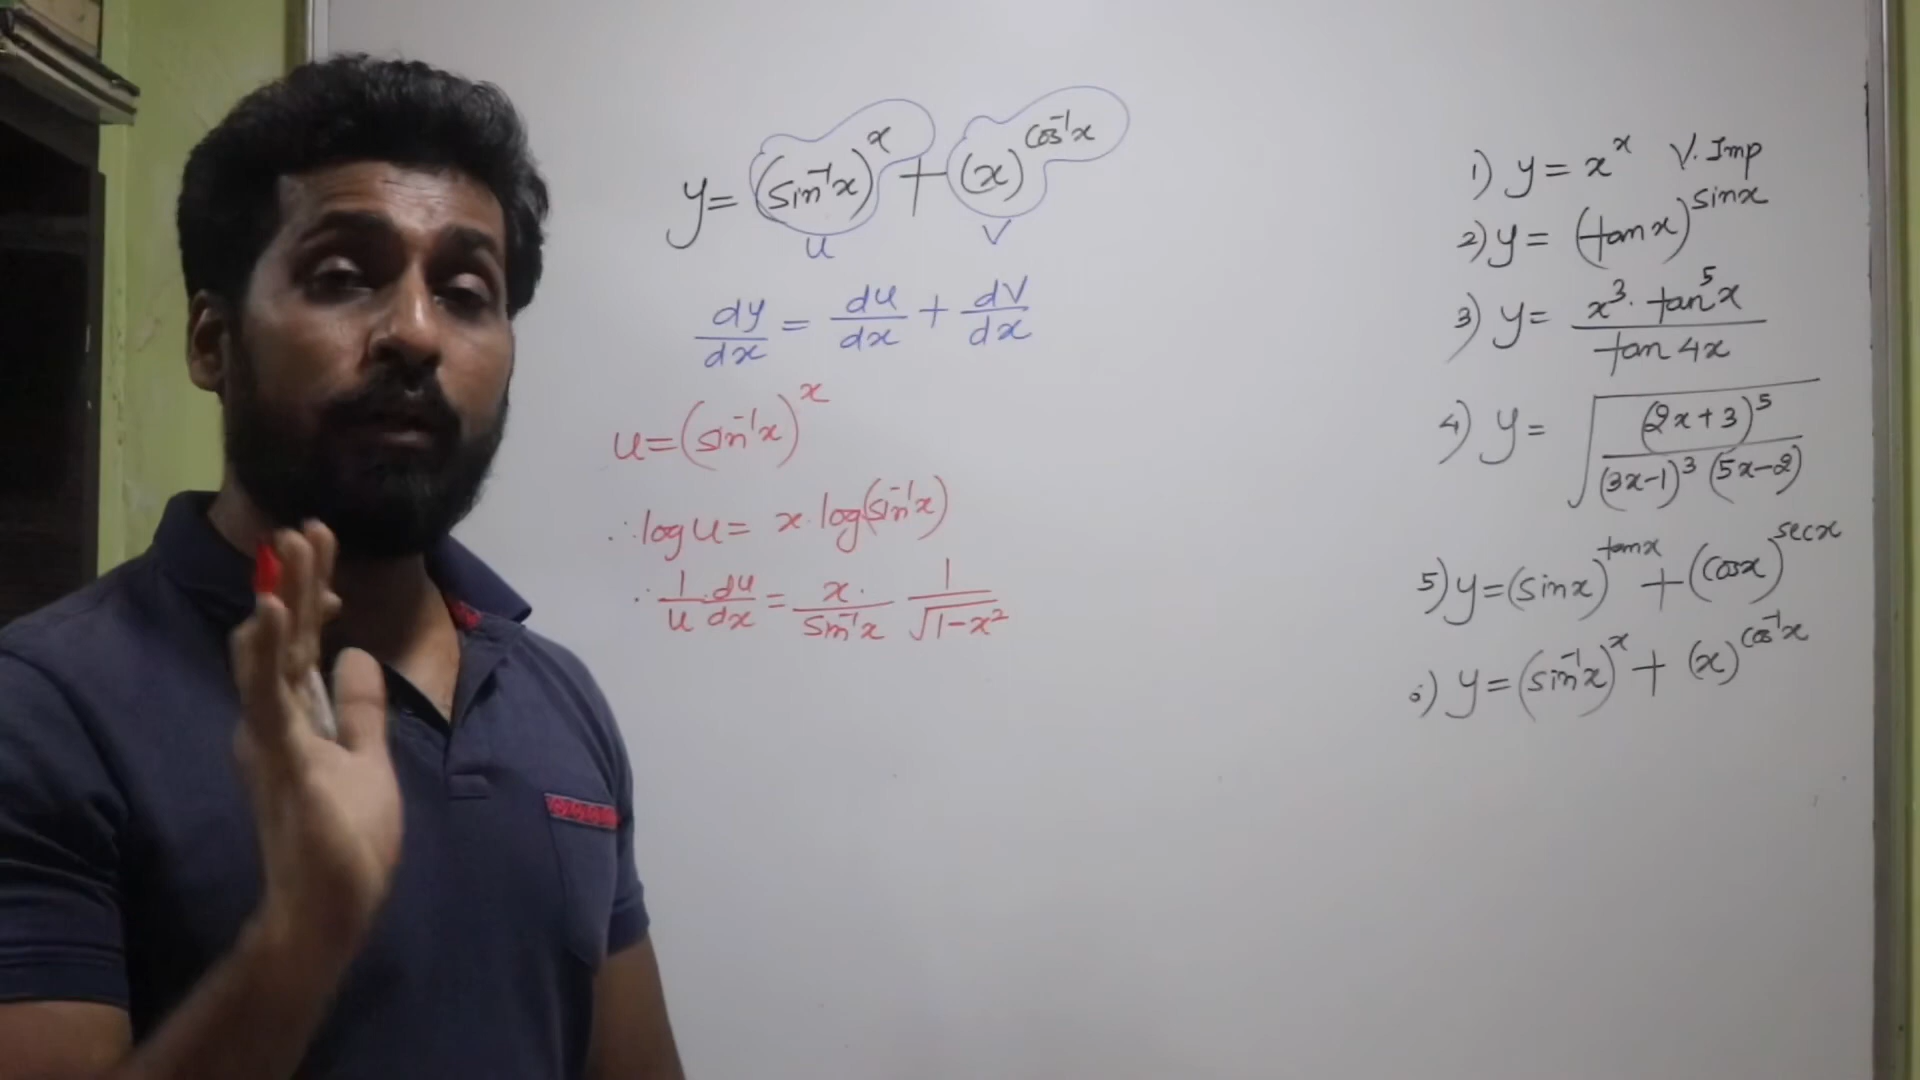 y = (sin⁻¹x)ˣ + (x)^cos⁻¹x
u v
dy/dx = du/dx + dv/dx
u = (sin⁻¹x)ˣ
∴ log u = x · log(sin⁻¹x)
∴ 1/u · du/dx = x/sin⁻¹x · 1/√(1-x²)
1) y = xˣ V. Imp
2) y = (tan x)^sin x
3) y = x³ · tan⁵x / tan 4x
4) y = √((2x+3)⁵ / (3x-1)³ (5x-2))
5) y = (sin x)^tan x + (cos x)^sec x
6) y = (sin⁻¹x)ˣ + (x)^cos⁻¹x